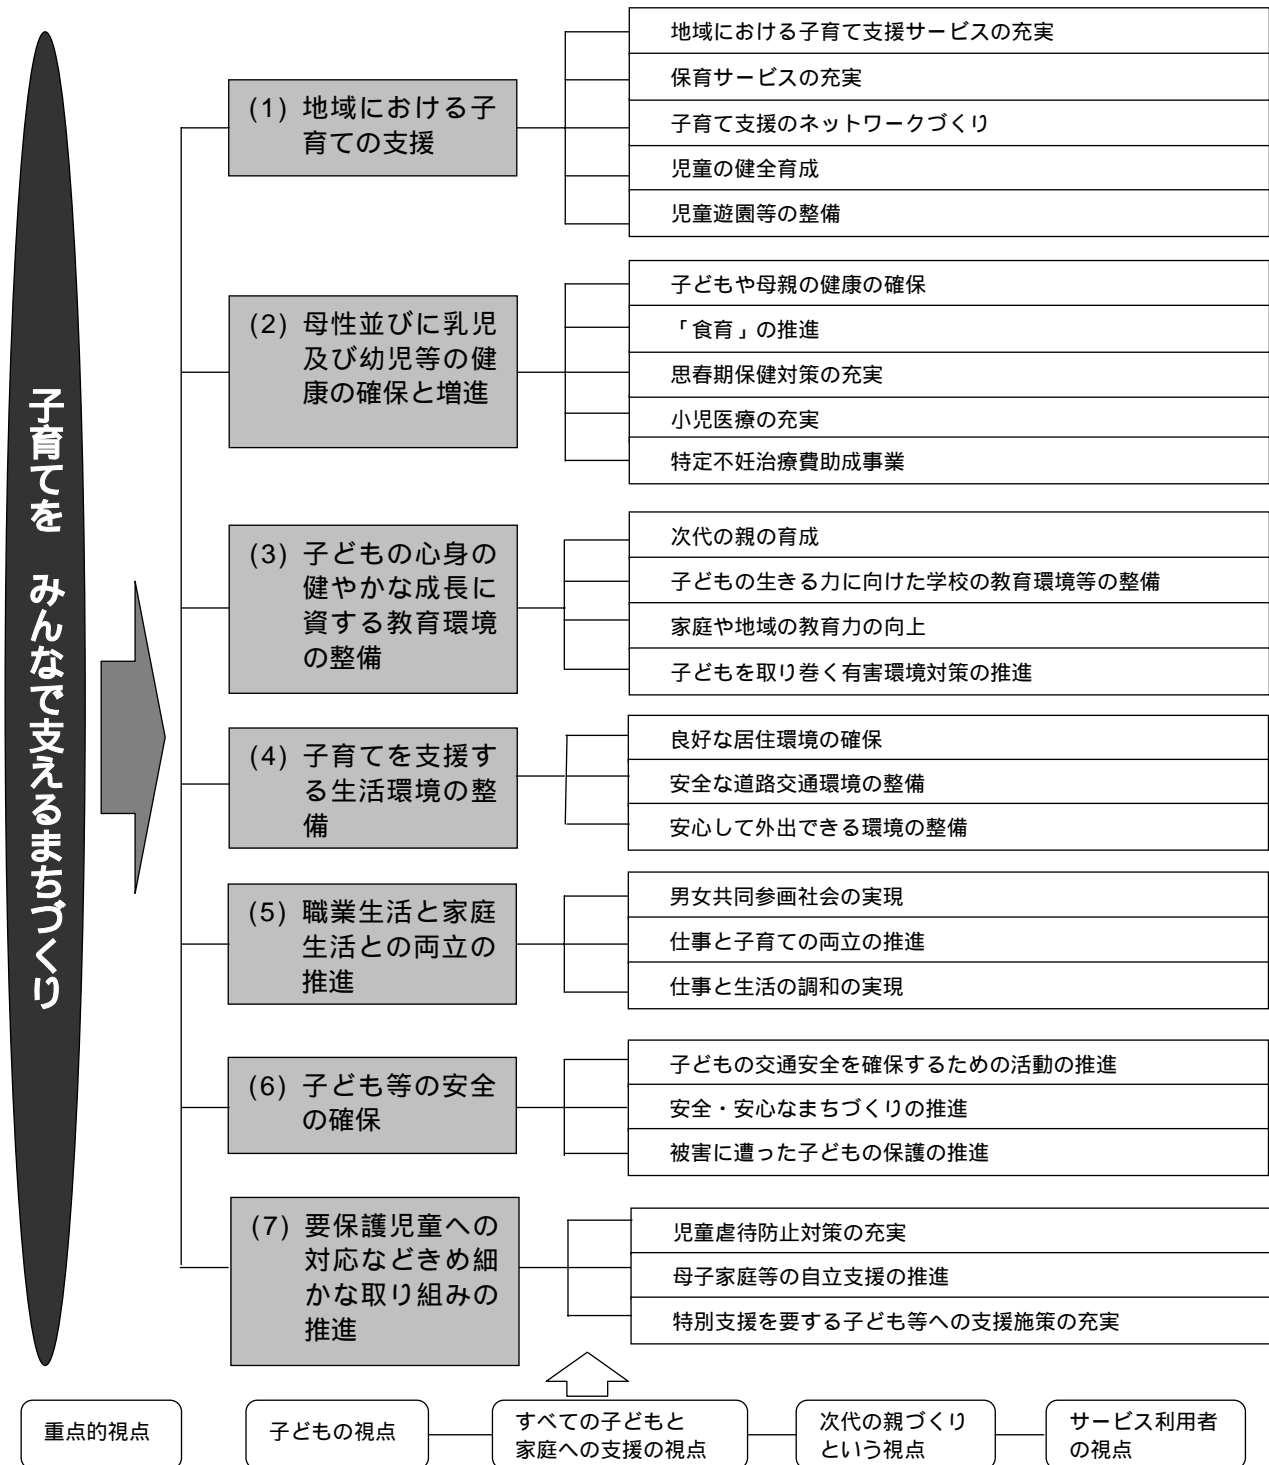 子育てを　みんなで支えるまちづくり
(1) 地域における子
育ての支援
地域における子育て支援サービスの充実
保育サービスの充実
子育て支援のネットワークづくり
児童の健全育成
児童遊園等の整備
(2) 母性並びに乳児
及び幼児等の健
康の確保と増進
子どもや母親の健康の確保
「食育」の推進
思春期保健対策の充実
小児医療の充実
特定不妊治療費助成事業
(3) 子どもの心身の
健やかな成長に
資する教育環境
の整備
次代の親の育成
子どもの生きる力に向けた学校の教育環境等の整備
家庭や地域の教育力の向上
子どもを取り巻く有害環境対策の推進
(4) 子育てを支援す
る生活環境の整
備
良好な居住環境の確保
安全な道路交通環境の整備
安心して外出できる環境の整備
(5) 職業生活と家庭
生活との両立の
推進
男女共同参画社会の実現
仕事と子育ての両立の推進
仕事と生活の調和の実現
(6) 子ども等の安全
の確保
子どもの交通安全を確保するための活動の推進
安全・安心なまちづくりの推進
被害に遭った子どもの保護の推進
(7) 要保護児童への
対応などきめ細
かな取り組みの
推進
児童虐待防止対策の充実
母子家庭等の自立支援の推進
特別支援を要する子ども等への支援施策の充実
重点的視点
子どもの視点
すべての子どもと
家庭への支援の視点
次代の親づくり
という視点
サービス利用者
の視点